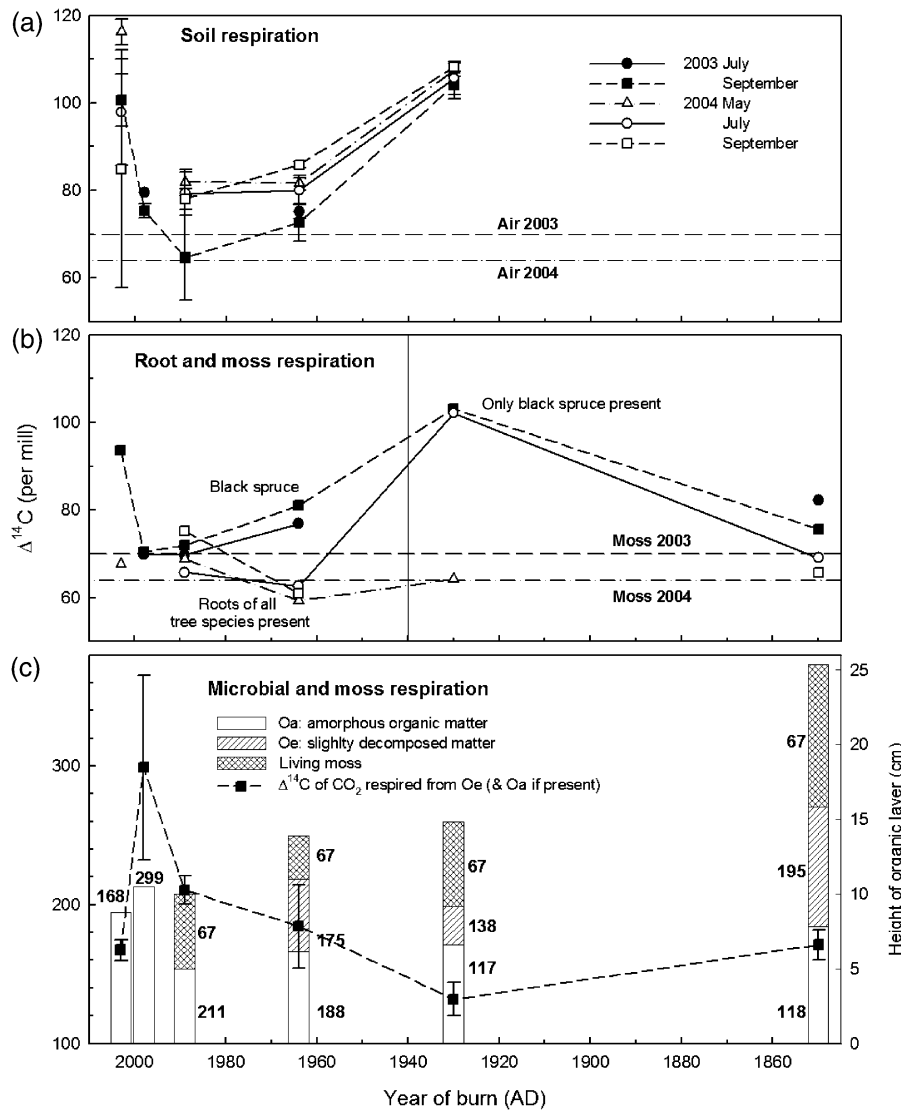 (a)
Soil respiration
2003 July
September
2004 May
July
September
Air 2003
Air 2004
120
100
80
60
(b)
Root and moss respiration
Only black spruce present
Black spruce
Moss 2003
Moss 2004
Roots of all
tree species present
120
100
80
60
Δ¹⁴C (per mill)
(c)
Microbial and moss respiration
Oa: amorphous organic matter
Oe: slighlty decomposed matter
Living moss
Δ¹⁴C of CO₂ respired from Oe (& Oa if present)
300
200
100
25
20
15
10
5
0
Height of organic layer (cm)
168
299
67
211
67
175
188
67
138
117
67
195
118
2000
1980
1960
1940
1920
1900
1880
1860
Year of burn (AD)